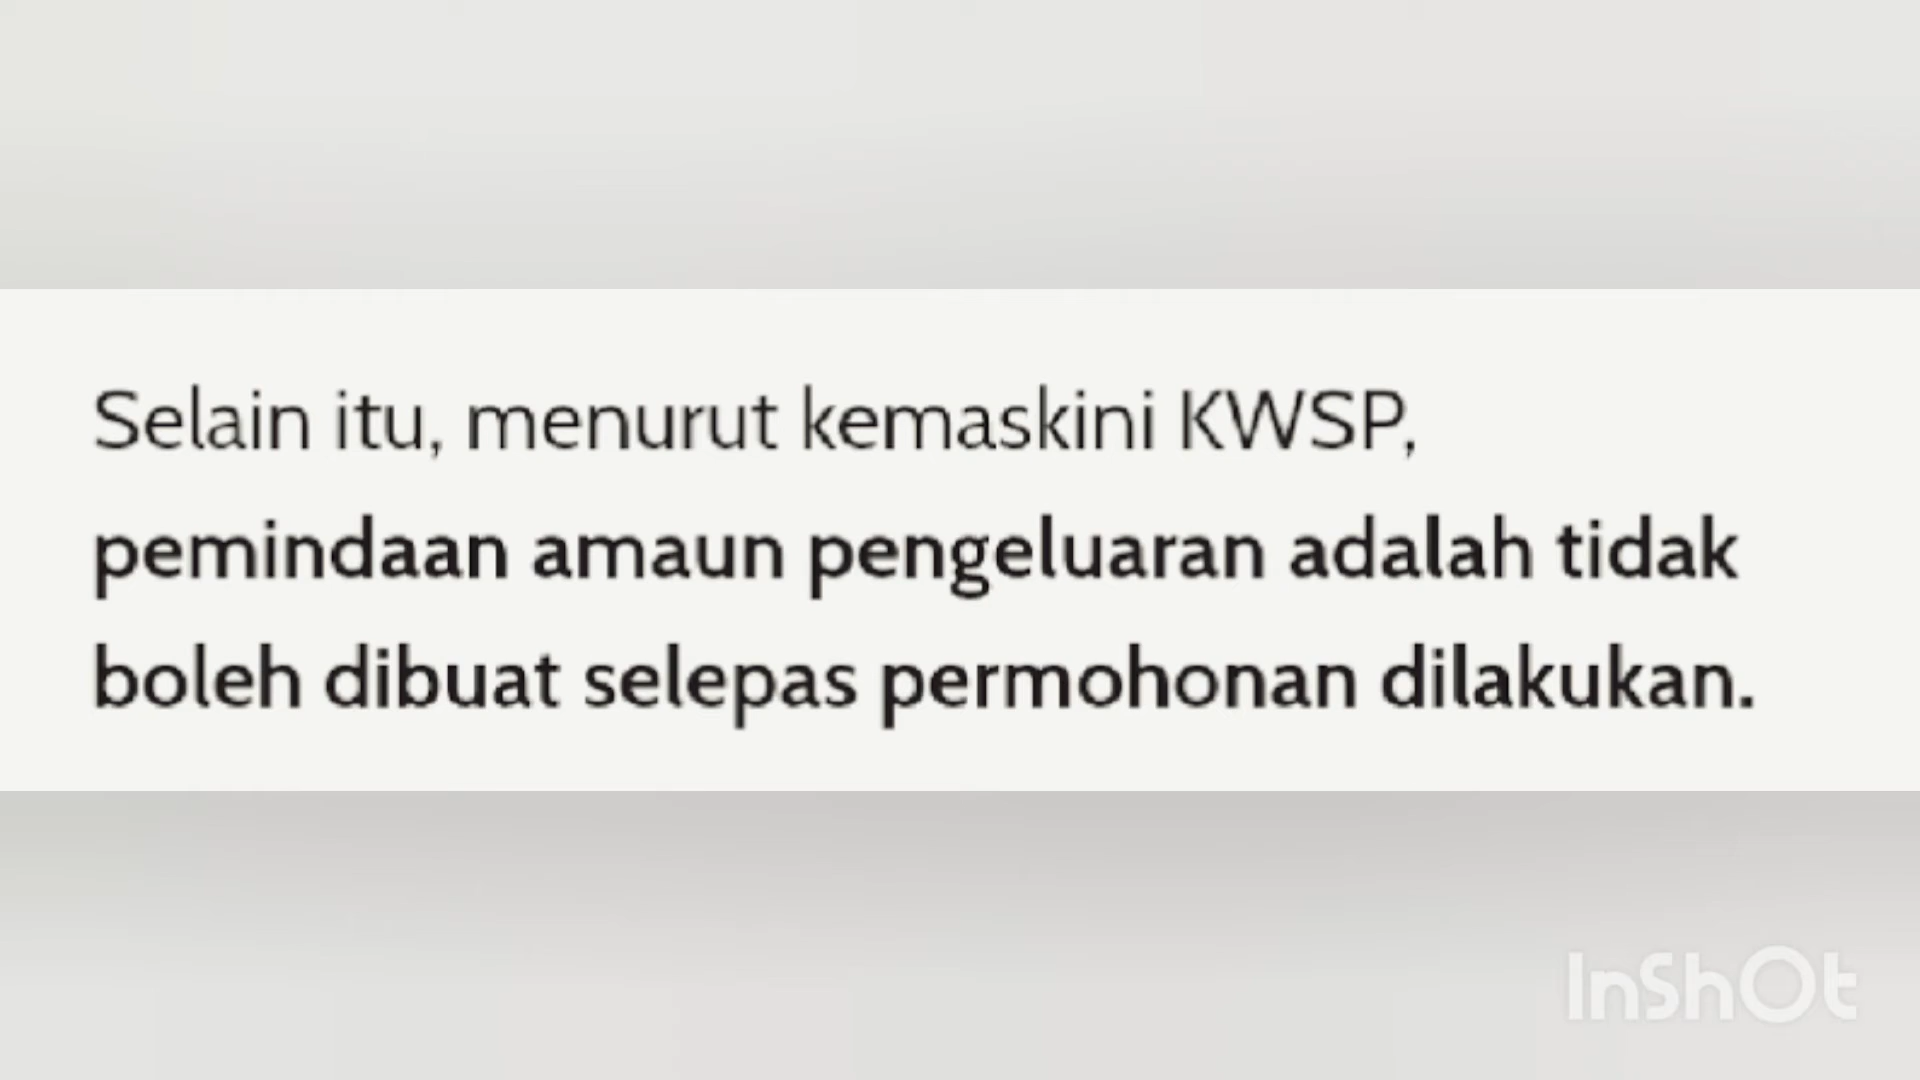 Selain itu, menurut kemaskini KWSP,
pemindaan amaun pengeluaran adalah tidak
boleh dibuat selepas permohonan dilakukan.
InShOt